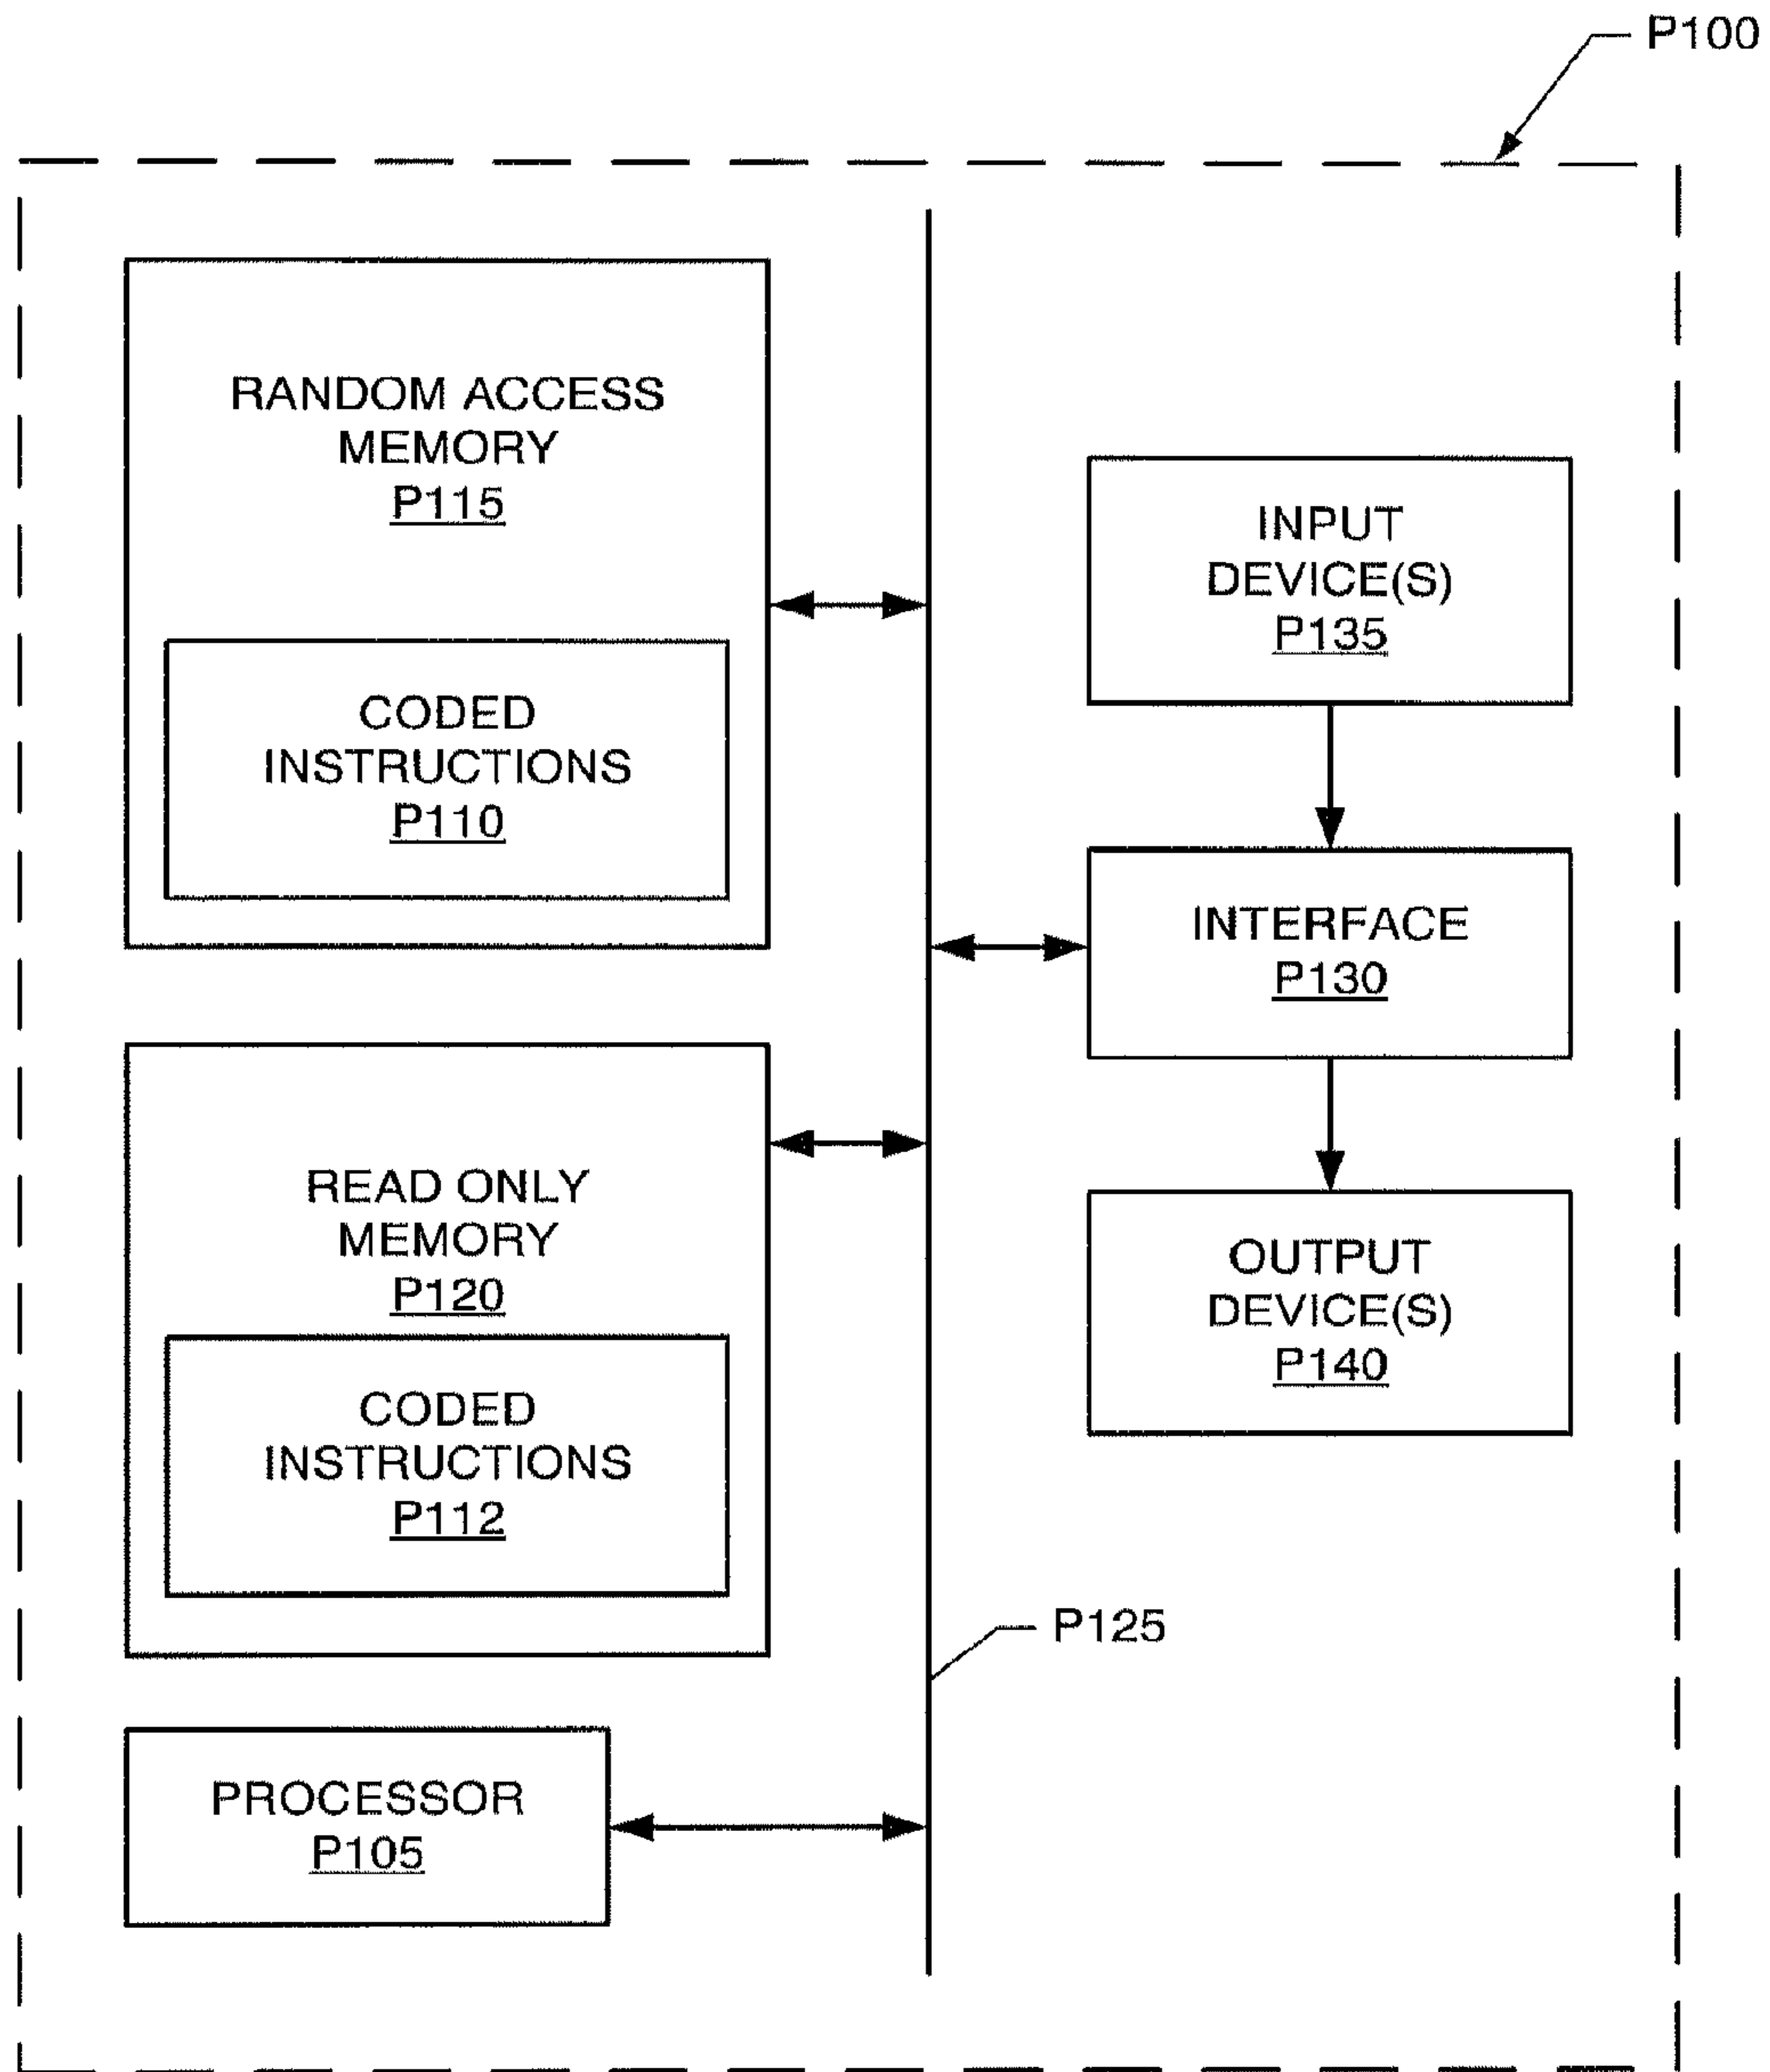 P100
RANDOM ACCESS
MEMORY
P115
CODED
INSTRUCTIONS
P110
READ ONLY
MEMORY
P120
CODED
INSTRUCTIONS
P112
PROCESSOR
P105
INPUT
DEVICE(S)
P135
INTERFACE
P130
OUTPUT
DEVICE(S)
P140
P125